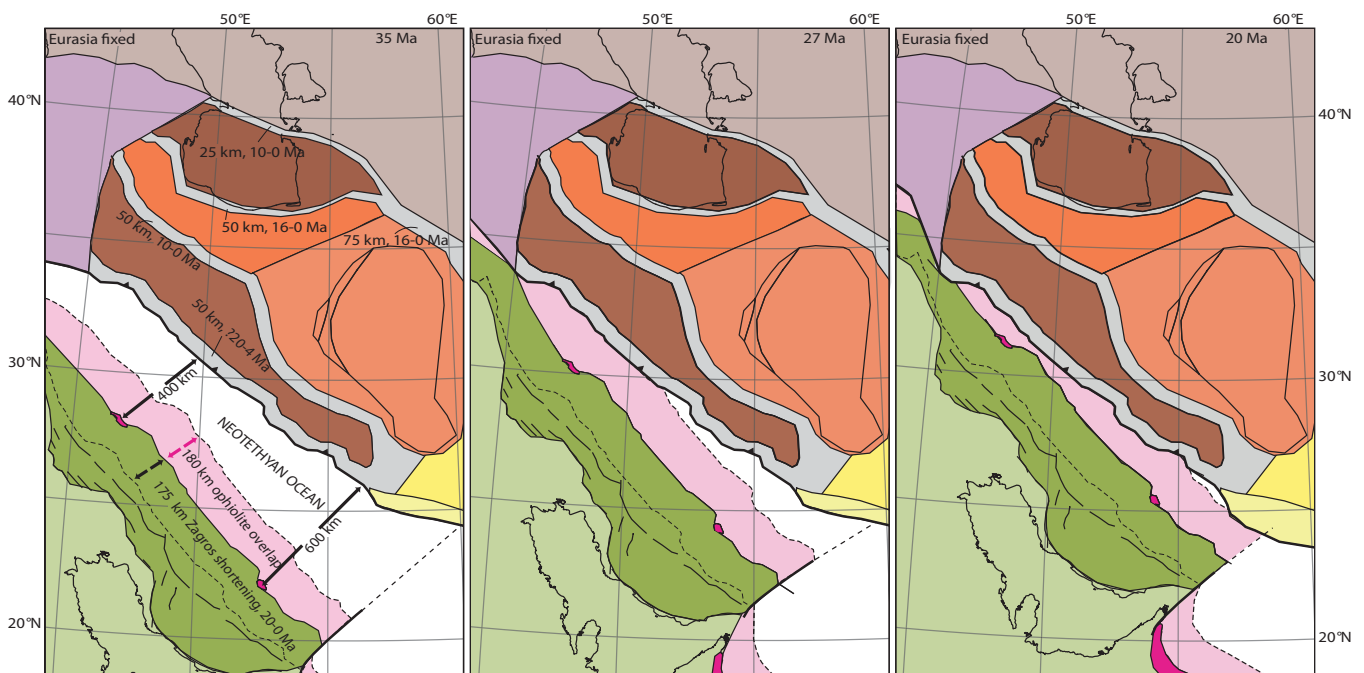 50°E
60°E
50°E
60°E
50°E
60°E
Eurasia fixed
35 Ma
Eurasia fixed
27 Ma
Eurasia fixed
20 Ma
40°N
40°N
25 km, 10-0 Ma
50 km, 16-0 Ma
75 km, 16-0 Ma
50 km, 10-0 Ma
50 km, ?20-4 Ma
30°N
30°N
400 km
NEOTETHYAN OCEAN
180 km ophiolite overlap
175 km Zagros shortening, 20-0 Ma
600 km
20°N
20°N